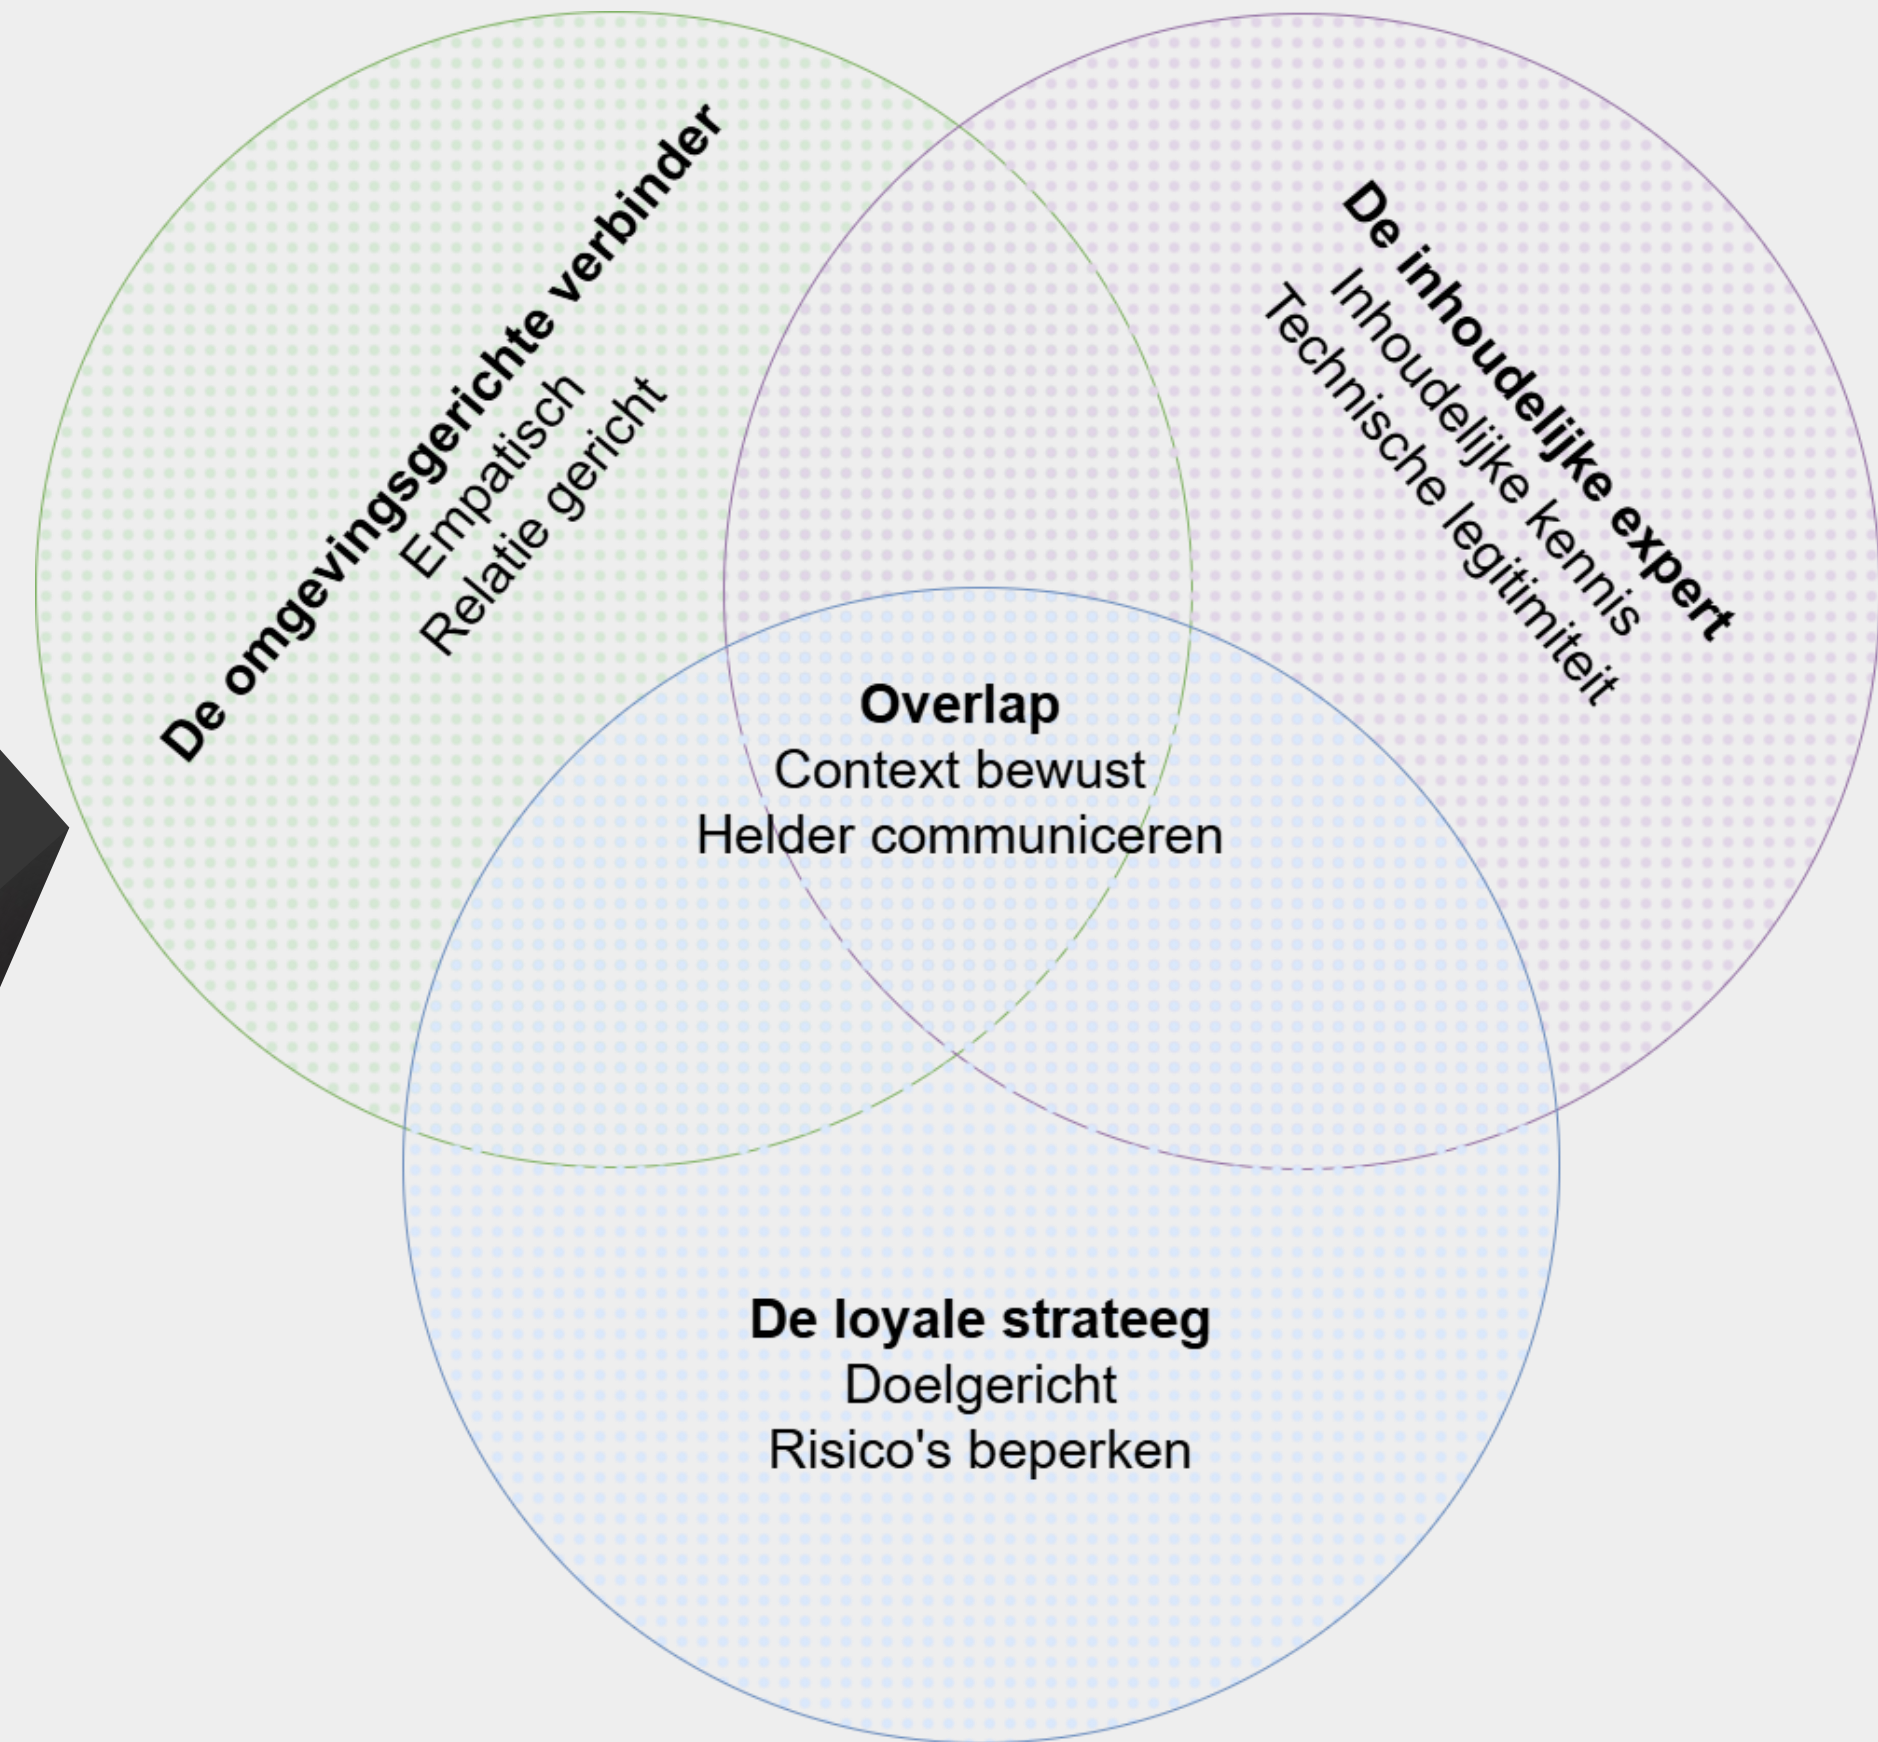 De omgevingsgerichte verbinder
Empatisch
Relatie gericht
De inhoudelijke expert
Inhoudelijke kennis
Technische legitimiteit
Overlap
Context bewust
Helder communiceren
De loyale strateeg
Doelgericht
Risico's beperken